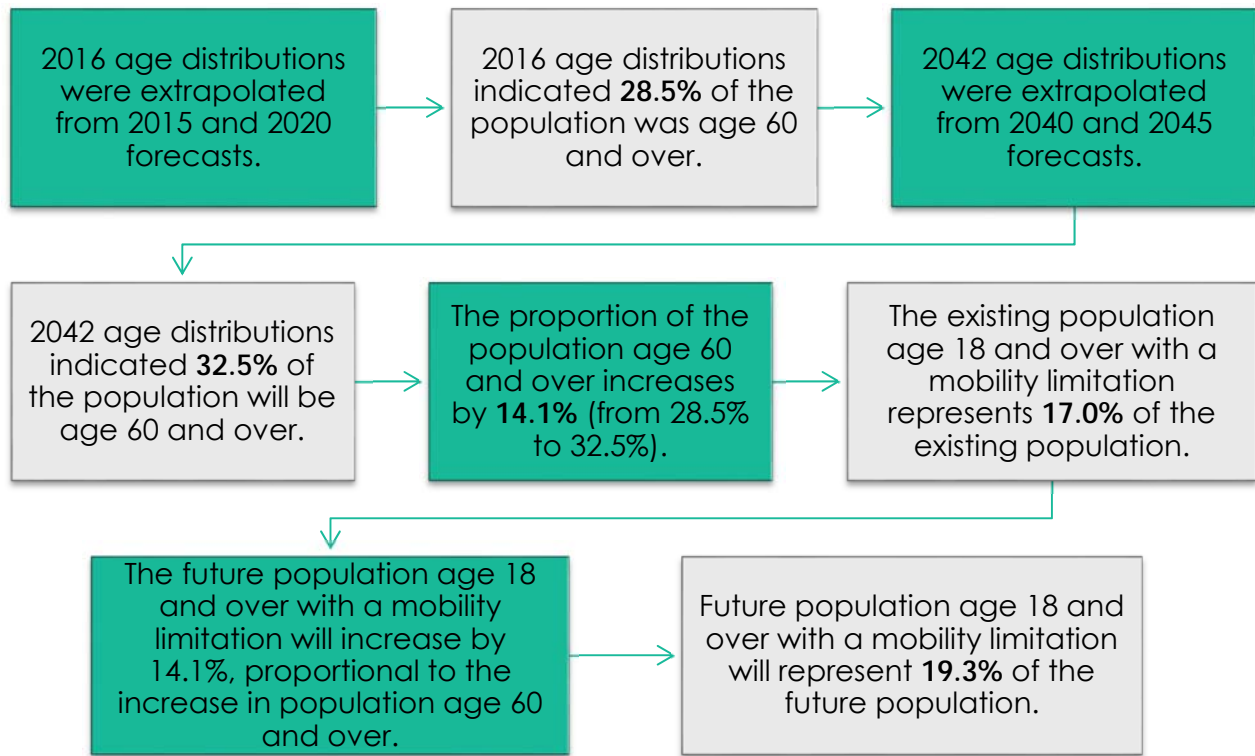 2016 age distributions
were extrapolated
from 2015 and 2020
forecasts.
2016 age distributions
indicated 28.5% of the
population was age 60
and over.
2042 age distributions
were extrapolated
from 2040 and 2045
forecasts.
2042 age distributions
indicated 32.5% of
the population will be
age 60 and over.
The proportion of the
population age 60
and over increases
by 14.1% (from 28.5%
to 32.5%).
The existing population
age 18 and over with a
mobility limitation
represents 17.0% of the
existing population.
The future population age 18
and over with a mobility
limitation will increase by
14.1%, proportional to the
increase in population age 60
and over.
Future population age 18 and
over with a mobility limitation
will represent 19.3% of the
future population.